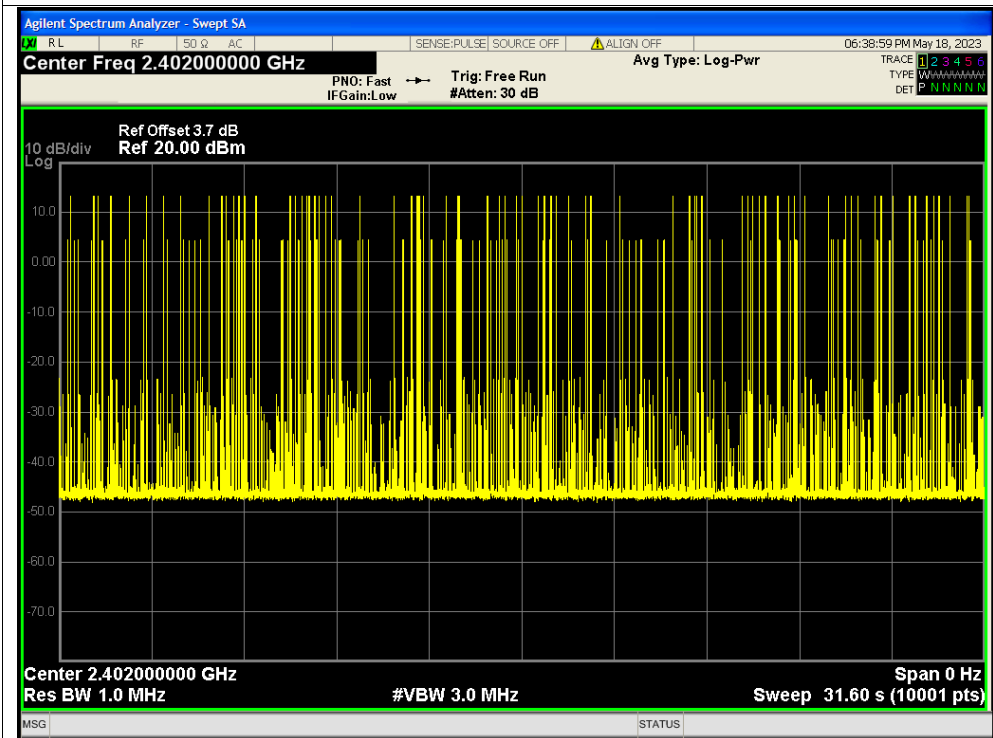 Agilent Spectrum Analyzer - Swept SA
LXI RL RF 50 Ω AC SENSE:PULSE SOURCE OFF ALIGN OFF 06:38:59 PM May 18, 2023
Center Freq 2.402000000 GHz Avg Type: Log-Pwr TRACE 1 2 3 4 5 6
PNO: Fast Trig: Free Run TYPE
IFGain:Low #Atten: 30 dB DET P N N N N N
Ref Offset 3.7 dB
10 dB/div Ref 20.00 dBm
Log
10.0
0.00
-10.0
-20.0
-30.0
-40.0
-50.0
-60.0
-70.0
Center 2.402000000 GHz Span 0 Hz
Res BW 1.0 MHz #VBW 3.0 MHz Sweep 31.60 s (10001 pts)
MSG STATUS